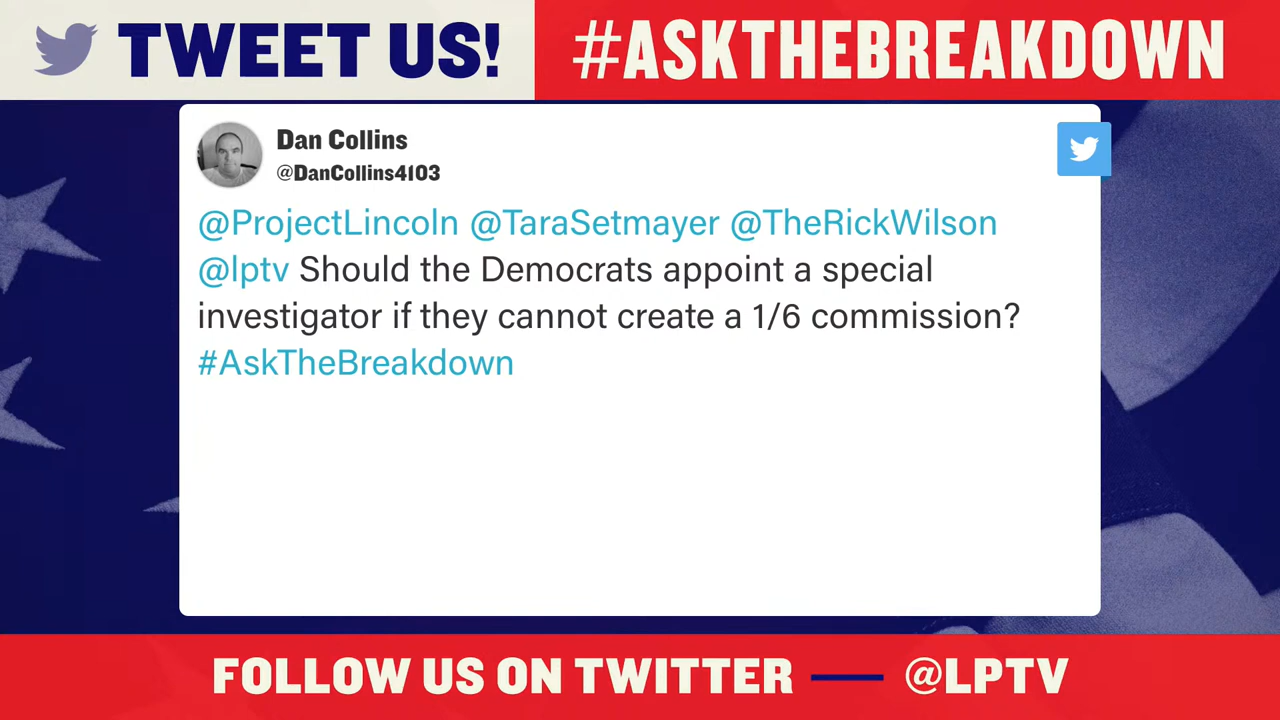 TWEET US!
#ASKTHEBREAKDOWN
Dan Collins
@DanCollins4103
@ProjectLincoln @TaraSetmayer @TheRickWilson
@lptv Should the Democrats appoint a special
investigator if they cannot create a 1/6 commission?
#AskTheBreakdown
FOLLOW US ON TWITTER — @LPTV